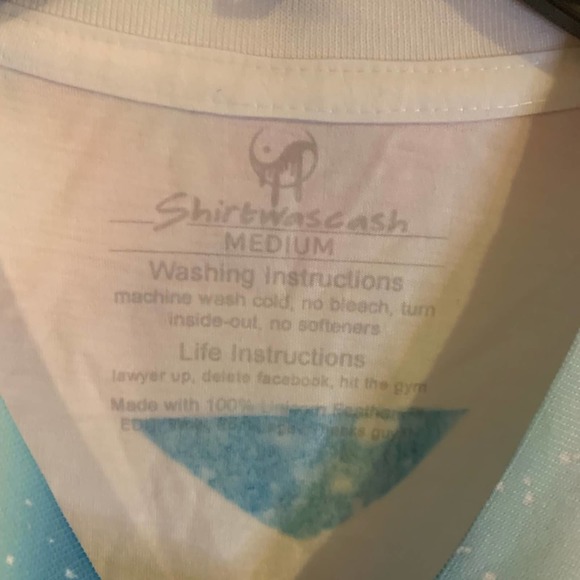 Shirtwascash
MEDIUM
Washing Instructions
machine wash cold, no bleach, turn
inside-out, no softeners
Life Instructions
lawyer up, delete facebook, hit the gym
Made with 100%